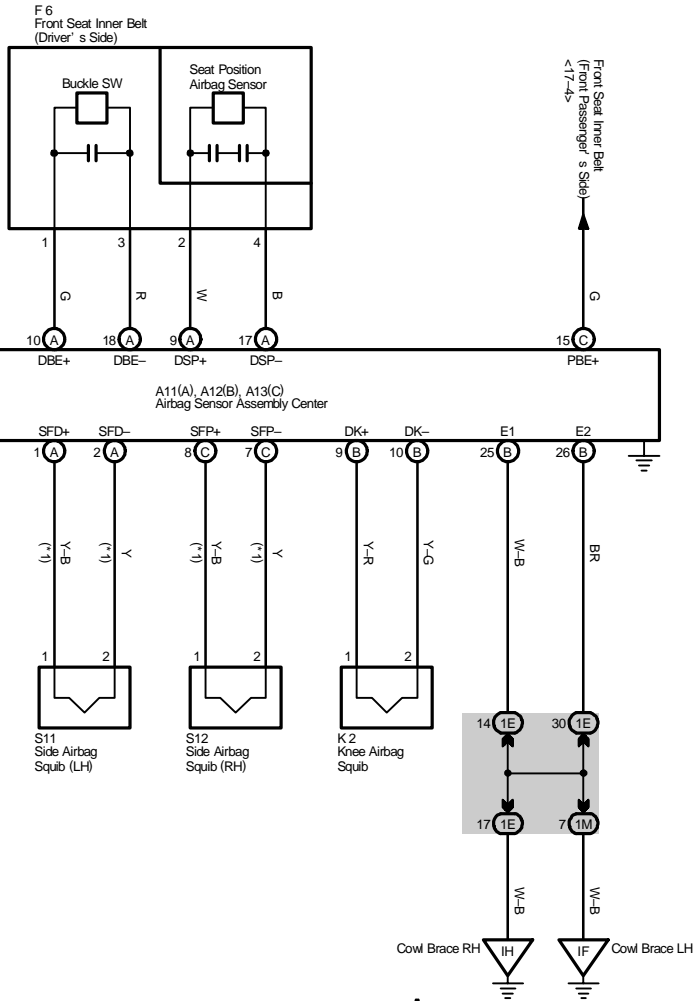 F 6
Front Seat Inner Belt
(Driver' s Side)
Buckle SW
Seat Position
Airbag Sensor
Front Seat Inner Belt
(Front Passenger' s Side)
<17–4>
1 3 2 4
G R W B G
10 A 18 A 9 A 17 A 15 C
DBE+ DBE– DSP+ DSP– PBE+
A11(A), A12(B), A13(C)
Airbag Sensor Assembly Center
SFD+ SFD– SFP+ SFP– DK+ DK– E1 E2
1 A 2 A 8 C 7 C 9 B 10 B 25 B 26 B
Y–B Y Y–B Y Y–R Y–G W–B BR
(*1) (*1) (*1) (*1)
1 2 1 2 1 2
S11
Side Airbag
Squib (LH)
S12
Side Airbag
Squib (RH)
K 2
Knee Airbag
Squib
14 1E 30 1E
17 1E 7 1M
W–B W–B
Cowl Brace RH IH IF Cowl Brace LH